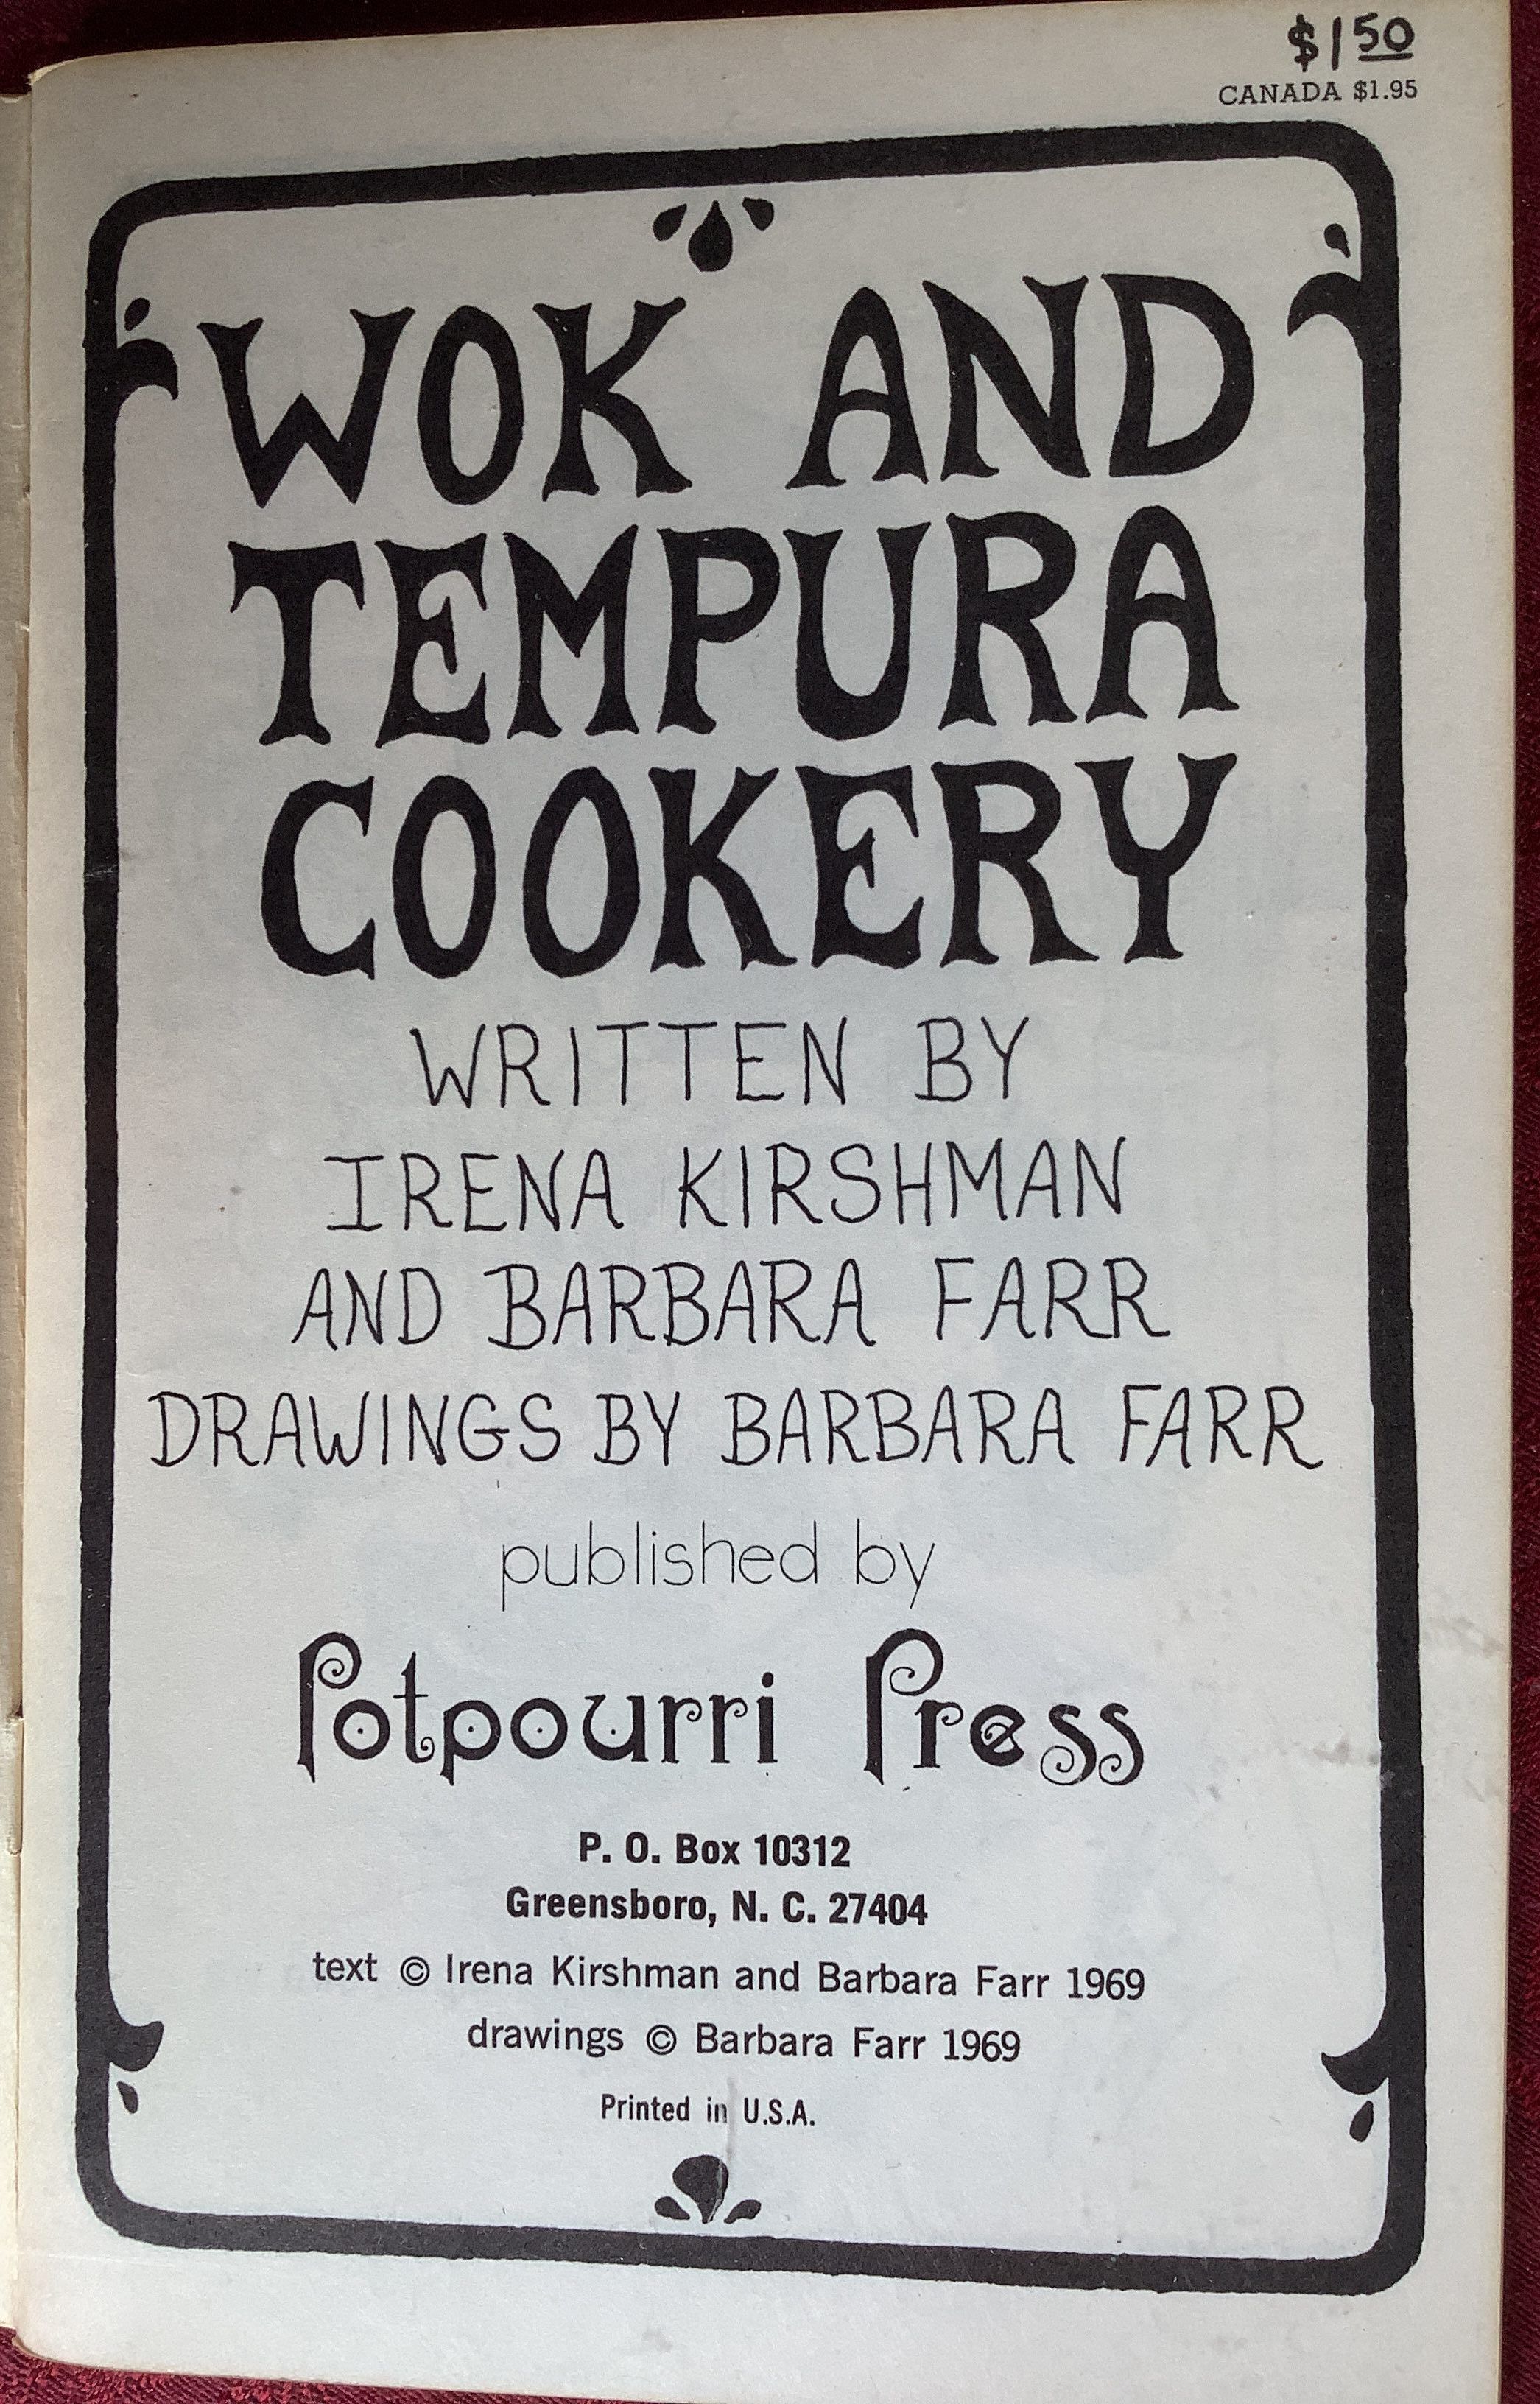 $1 50
CANADA $1.95
WOK AND
TEMPURA
COOKERY
WRITTEN BY
IRENA KIRSHMAN
AND BARBARA FARR
DRAWINGS BY BARBARA FARR
published by
Potpourri Press
P. O. Box 10312
Greensboro, N. C. 27404
text © Irena Kirshman and Barbara Farr 1969
drawings © Barbara Farr 1969
Printed in U.S.A.